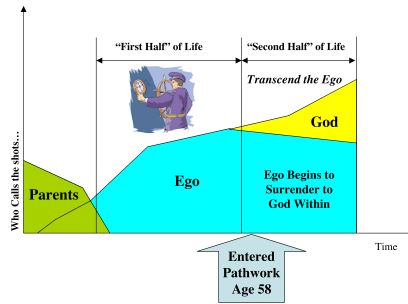 “First Half” of Life
“Second Half” of Life
Transcend the Ego
God
Who Calls the shots…
Parents
Ego
Ego Begins to
Surrender to
God Within
Time
Entered
Pathwork
Age 58